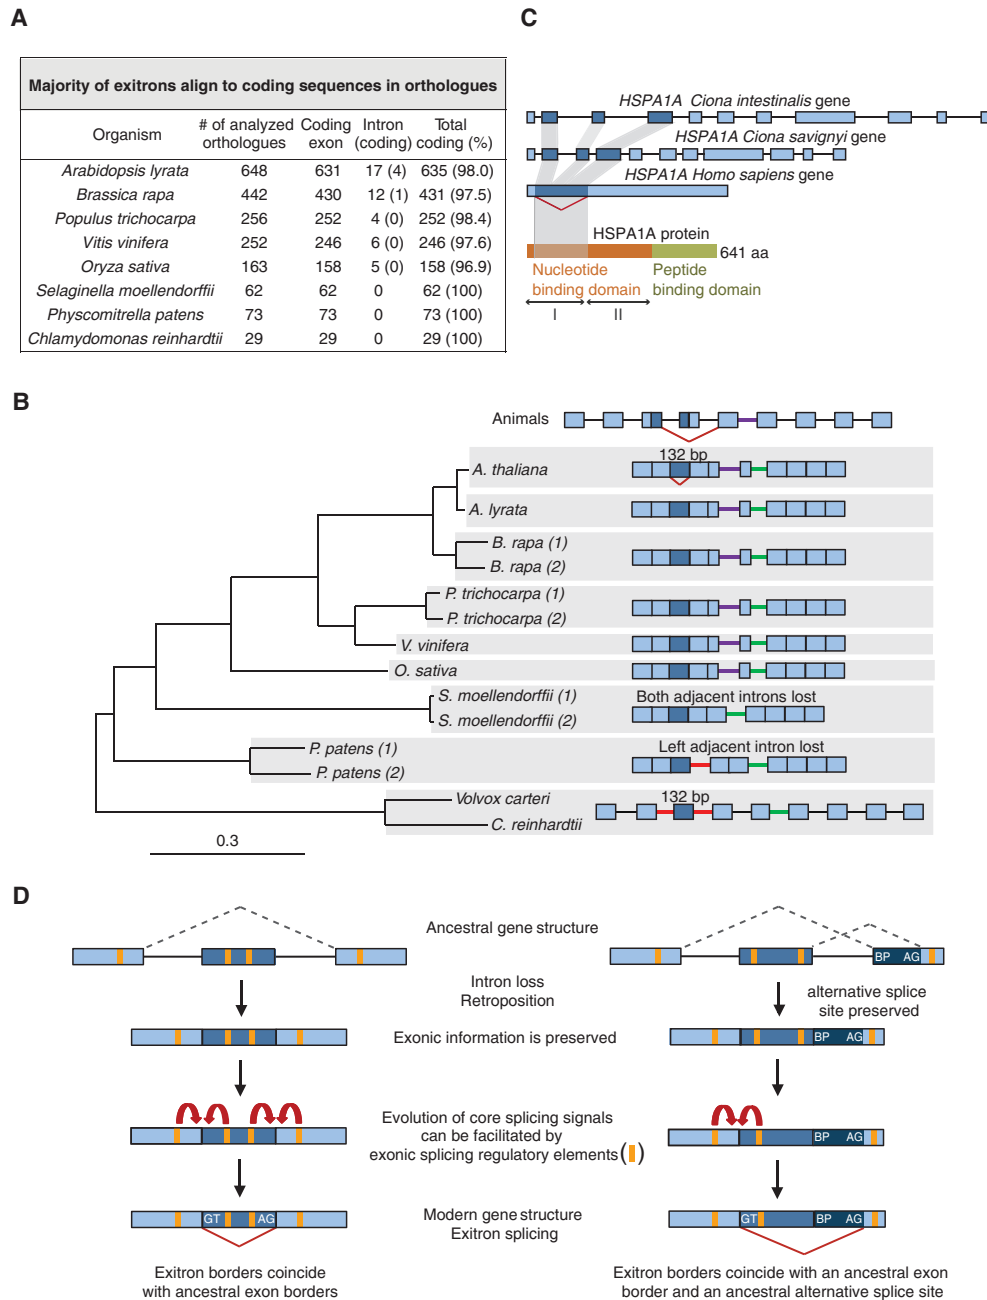 A
Majority of exitrons align to coding sequences in orthologues
Organism
# of analyzed orthologues
Coding exon
Intron (coding)
Total coding (%)
Arabidopsis lyrata 648 631 17 (4) 635 (98.0)
Brassica rapa 442 430 12 (1) 431 (97.5)
Populus trichocarpa 256 252 4 (0) 252 (98.4)
Vitis vinifera 252 246 6 (0) 246 (97.6)
Oryza sativa 163 158 5 (0) 158 (96.9)
Selaginella moellendorffii 62 62 0 62 (100)
Physcomitrella patens 73 73 0 73 (100)
Chlamydomonas reinhardtii 29 29 0 29 (100)
C
HSPA1A Ciona intestinalis gene
HSPA1A Ciona savignyi gene
HSPA1A Homo sapiens gene
HSPA1A protein
641 aa
Nucleotide
binding domain
Peptide
binding domain
I
II
B
Animals
132 bp
A. thaliana
A. lyrata
B. rapa (1)
B. rapa (2)
P. trichocarpa (1)
P. trichocarpa (2)
V. vinifera
O. sativa
S. moellendorffii (1)
Both adjacent introns lost
S. moellendorffii (2)
P. patens (1)
Left adjacent intron lost
P. patens (2)
Volvox carteri
132 bp
C. reinhardtii
0.3
D
Ancestral gene structure
BP AG
Intron loss
Retroposition
alternative splice
site preserved
Exonic information is preserved
BP AG
Evolution of core splicing signals
can be facilitated by
exonic splicing regulatory elements ( )
BP AG
GT AG
Modern gene structure
Exitron splicing
GT BP AG
Exitron borders coincide
with ancestral exon borders
Exitron borders coincide with an ancestral exon
border and an ancestral alternative splice site